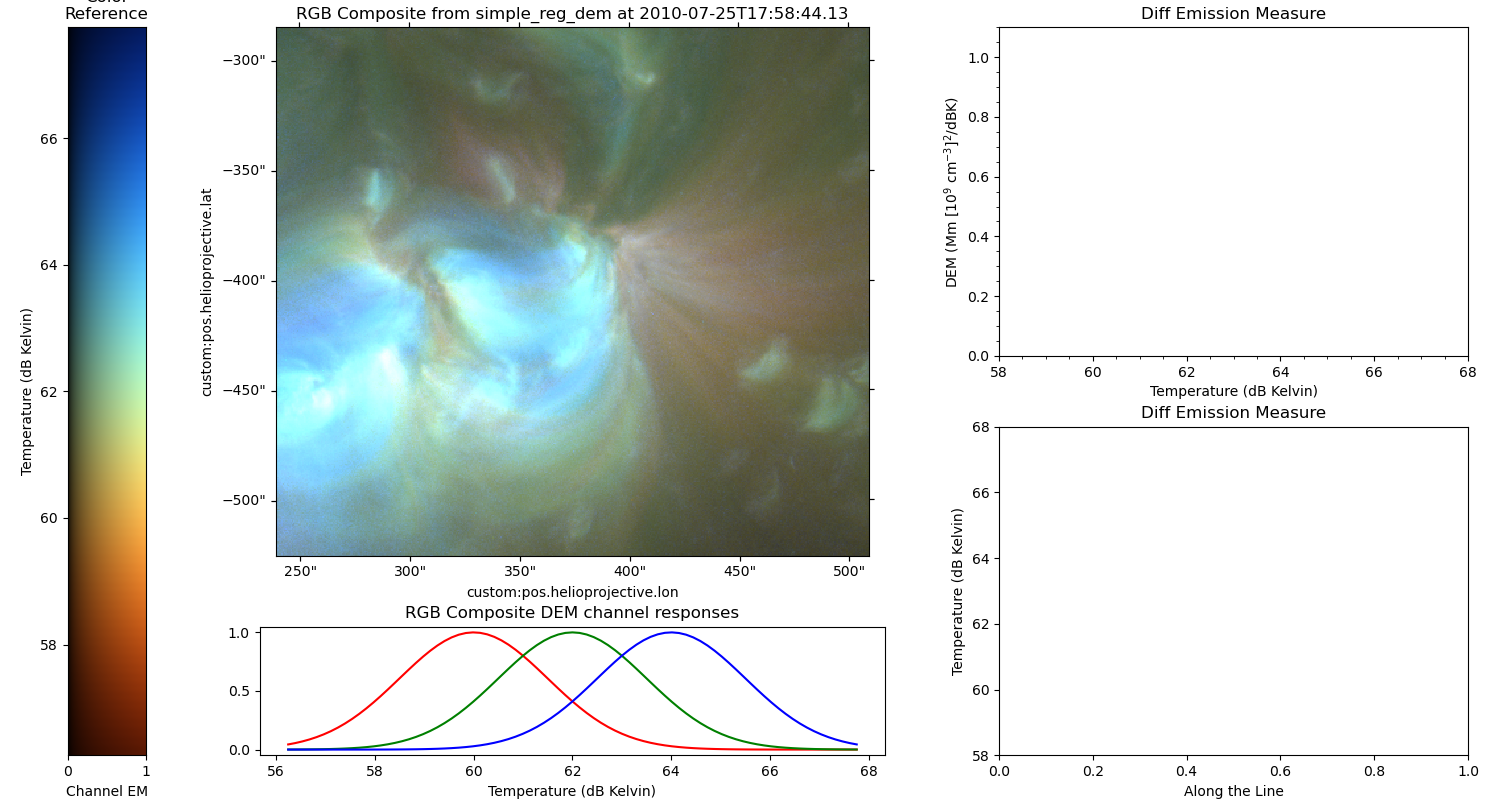 Color
Reference
66
64
62
60
58
Temperature (dB Kelvin)
0 1
Channel EM
RGB Composite from simple_reg_dem at 2010-07-25T17:58:44.13
−300"
−350"
−400"
−450"
−500"
custom:pos.helioprojective.lat
250" 300" 350" 400" 450" 500"
custom:pos.helioprojective.lon
RGB Composite DEM channel responses
1.0
0.5
0.0
56 58 60 62 64 66 68
Temperature (dB Kelvin)
Diff Emission Measure
1.0
0.8
0.6
0.4
0.2
0.0
DEM (Mm [10⁹ cm⁻³]²/dBK)
58 60 62 64 66 68
Temperature (dB Kelvin)
Diff Emission Measure
68
66
64
62
60
58
Temperature (dB Kelvin)
0.0 0.2 0.4 0.6 0.8 1.0
Along the Line